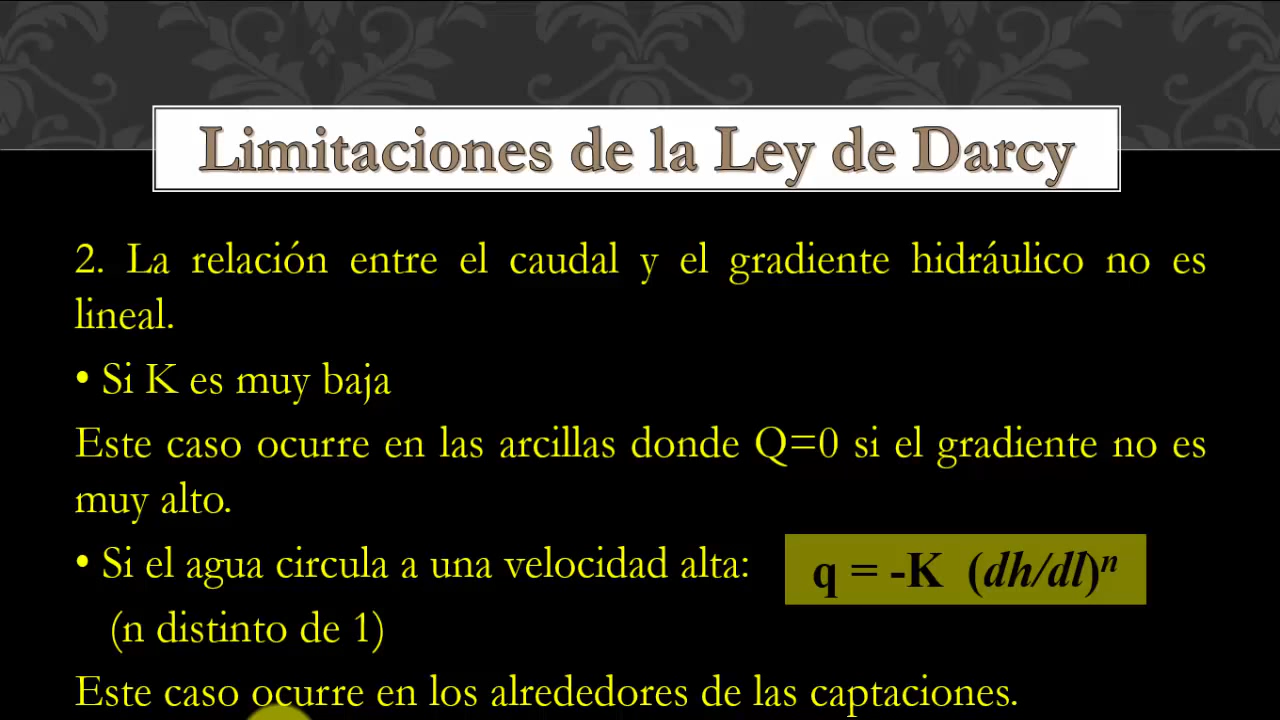 Limitaciones de la Ley de Darcy
2. La relación entre el caudal y el gradiente hidráulico no es
lineal.
• Si K es muy baja
Este caso ocurre en las arcillas donde Q=0 si el gradiente no es
muy alto.
• Si el agua circula a una velocidad alta:
q = -K (dh/dl)ⁿ
(n distinto de 1)
Este caso ocurre en los alrededores de las captaciones.